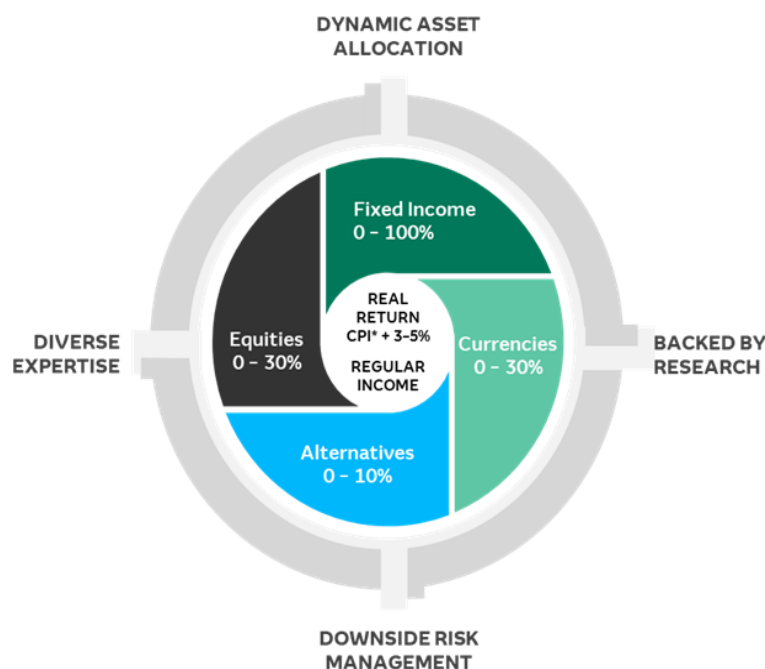 DYNAMIC ASSET
ALLOCATION
Fixed Income
0 – 100%
REAL
RETURN
CPI* + 3–5%
REGULAR
INCOME
Equities
0 – 30%
Currencies
0 – 30%
DIVERSE
EXPERTISE
BACKED BY
RESEARCH
Alternatives
0 – 10%
DOWNSIDE RISK
MANAGEMENT